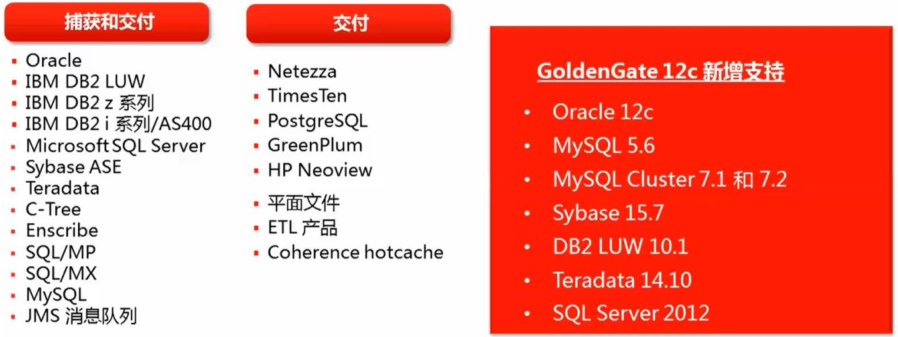 捕获和交付
Oracle
IBM DB2 LUW
IBM DB2 z 系列
IBM DB2 i 系列/AS400
Microsoft SQL Server
Sybase ASE
Teradata
C-Tree
Enscribe
SQL/MP
SQL/MX
MySQL
JMS 消息队列
交付
Netezza
TimesTen
PostgreSQL
GreenPlum
HP Neoview
平面文件
ETL 产品
Coherence hotcache
GoldenGate 12c 新增支持
Oracle 12c
MySQL 5.6
MySQL Cluster 7.1 和 7.2
Sybase 15.7
DB2 LUW 10.1
Teradata 14.10
SQL Server 2012